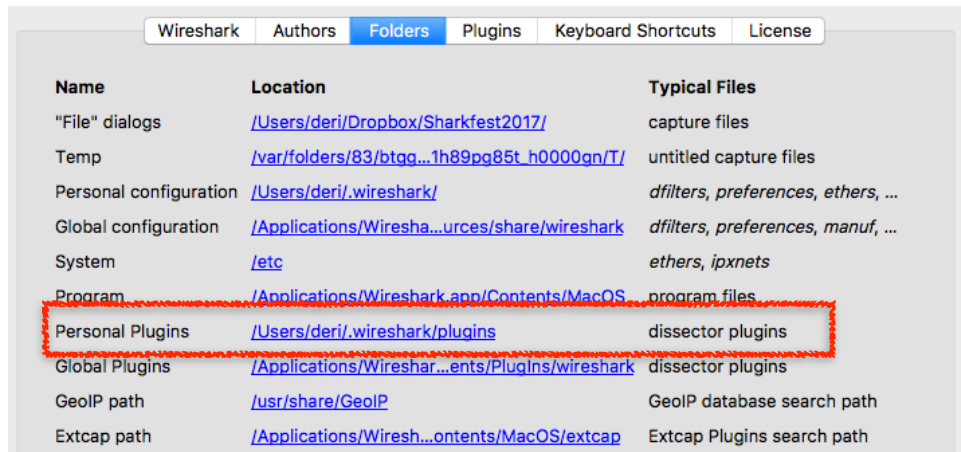 Wireshark Authors Folders Plugins Keyboard Shortcuts License
Name Location Typical Files
"File" dialogs /Users/deri/Dropbox/Sharkfest2017/ capture files
Temp /var/folders/83/btgg...1h89pg85t_h0000gn/T/ untitled capture files
Personal configuration /Users/deri/.wireshark/ dfilters, preferences, ethers, ...
Global configuration /Applications/Wiresha...urces/share/wireshark dfilters, preferences, manuf, ...
System /etc ethers, ipxnets
Program /Applications/Wireshark.app/Contents/MacOS program files
Personal Plugins /Users/deri/.wireshark/plugins dissector plugins
Global Plugins /Applications/Wireshar...ents/PlugIns/wireshark dissector plugins
GeoIP path /usr/share/GeoIP GeoIP database search path
Extcap path /Applications/Wiresh...ontents/MacOS/extcap Extcap Plugins search path